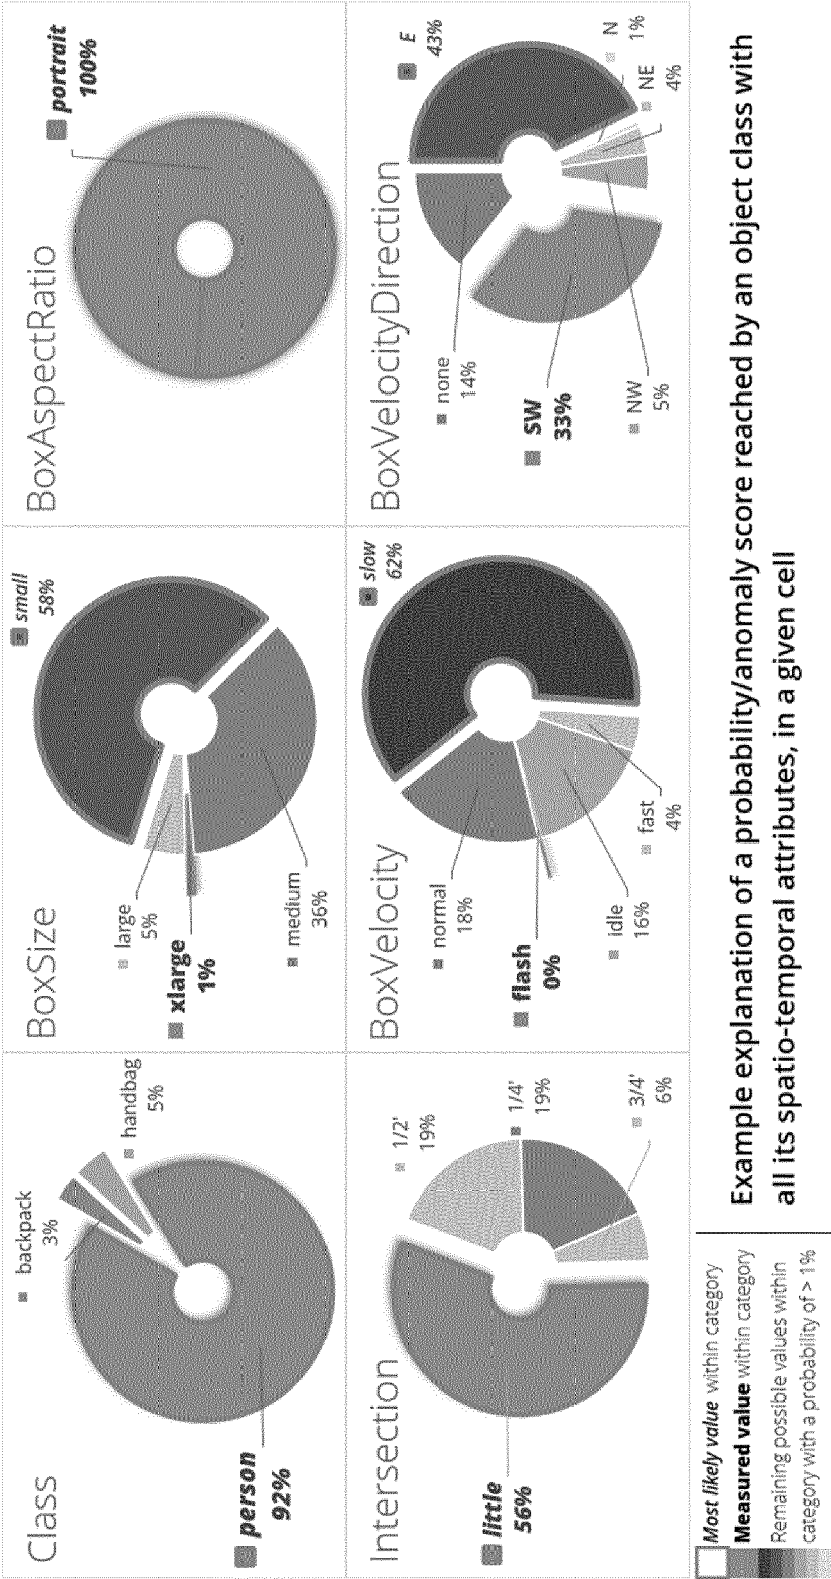 Class
backpack
3%
handbag
5%
person
92%
BoxSize
small
58%
large
5%
xlarge
1%
medium
36%
BoxAspectRatio
portrait
100%
Intersection
1/2'
19%
1/4'
19%
3/4'
6%
little
56%
BoxVelocity
slow
62%
normal
18%
flash
0%
idle
16%
fast
4%
BoxVelocityDirection
E
43%
N
1%
NE
4%
none
14%
SW
33%
NW
5%
Most likely value within category
Measured value within category
Remaining possible values within
category with a probability of > 1%
Example explanation of a probability/anomaly score reached by an object class with
all its spatio-temporal attributes, in a given cell